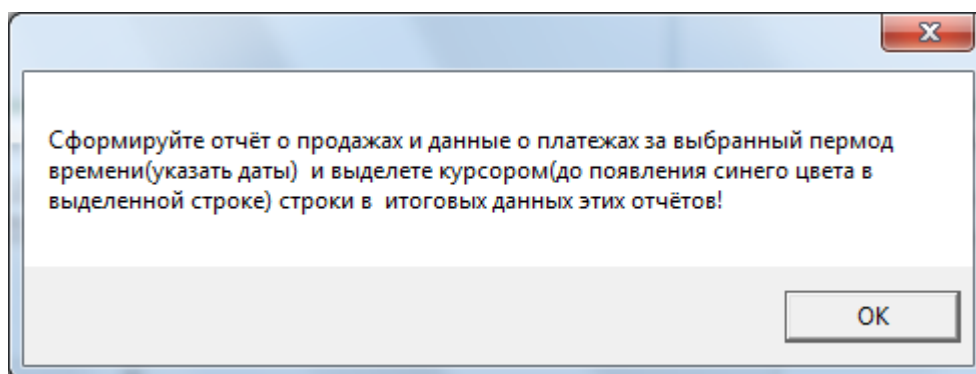 Сформируйте отчёт о продажах и данные о платежах за выбранный пермод
времени(указать даты)  и выделете курсором(до появления синего цвета в
выделенной строке) строки в  итоговых данных этих отчётов!
OK